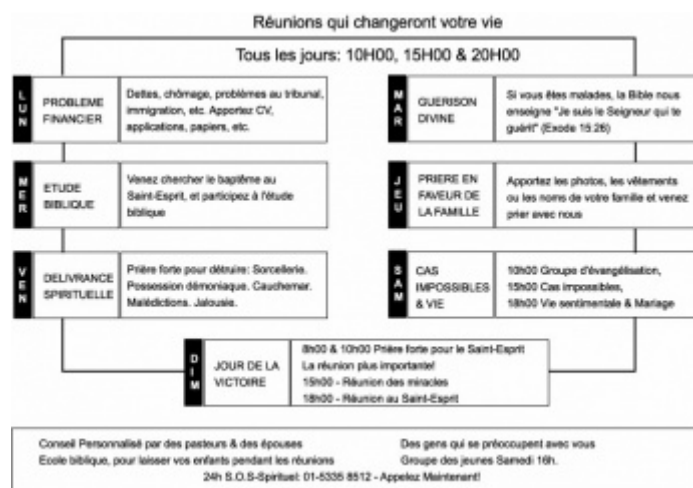 Réunions qui changeront votre vie
Tous les jours: 10H00, 15H00 & 20H00
LUN
PROBLEME
FINANCIER
Dettes, chômage, problèmes au tribunal,
immigration, etc. Apportez CV,
applications, papiers, etc.
MAR
GUERISON
DIVINE
Si vous êtes malades, la Bible nous
enseigne "Je suis le Seigneur qui te
guérit" (Exode 15:26)
MER
ETUDE
BIBLIQUE
Venez chercher le baptême au
Saint-Esprit, et participez à l'étude
biblique
JEU
PRIERE EN
FAVEUR DE
LA FAMILLE
Apportez les photos, les vêtements
ou les noms de votre famille et venez
prier avec nous
VEN
DELIVRANCE
SPIRITUELLE
Prière forte pour détruire: Sorcellerie.
Possession démoniaque. Cauchemar.
Malédictions. Jalousie.
SAM
CAS
IMPOSSIBLES
& VIE
10h00 Groupe d'évangélisation,
15h00 Cas impossibles,
18h00 Vie sentimentale & Mariage
DIM
JOUR DE LA
VICTOIRE
8h00 & 10h00 Prière forte pour le Saint-Esprit
La réunion plus importante!
15h00 - Réunion des miracles
18h00 - Réunion au Saint-Esprit
Conseil Personnalisé par des pasteurs & des épouses
Des gens qui se préoccupent avec vous
Ecole biblique, pour laisser vos enfants pendant les réunions
Groupe des jeunes Samedi 16h.
24h S.O.S-Spirituel: 01-5335 8512 - Appelez Maintenant!